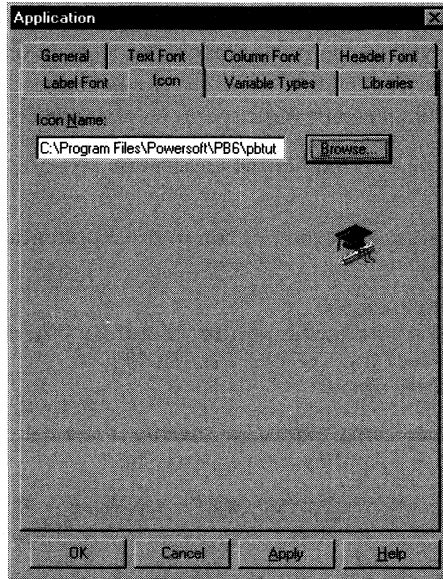 Application
General Text Font Column Font Header Font
Label Font Icon Variable Types Libraries
Icon Name:
C:\Program Files\Powersoft\PB6\pbtut Browse...
OK Cancel Apply Help